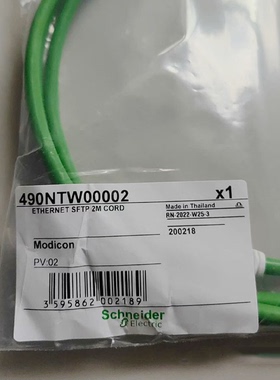 490NTW00002 x1
ETHERNET SFTP 2M CORD
Made in Thailand
RN-2022-W25-3
200218
Modicon
PV:02
3 595862 002189
Schneider
Electric